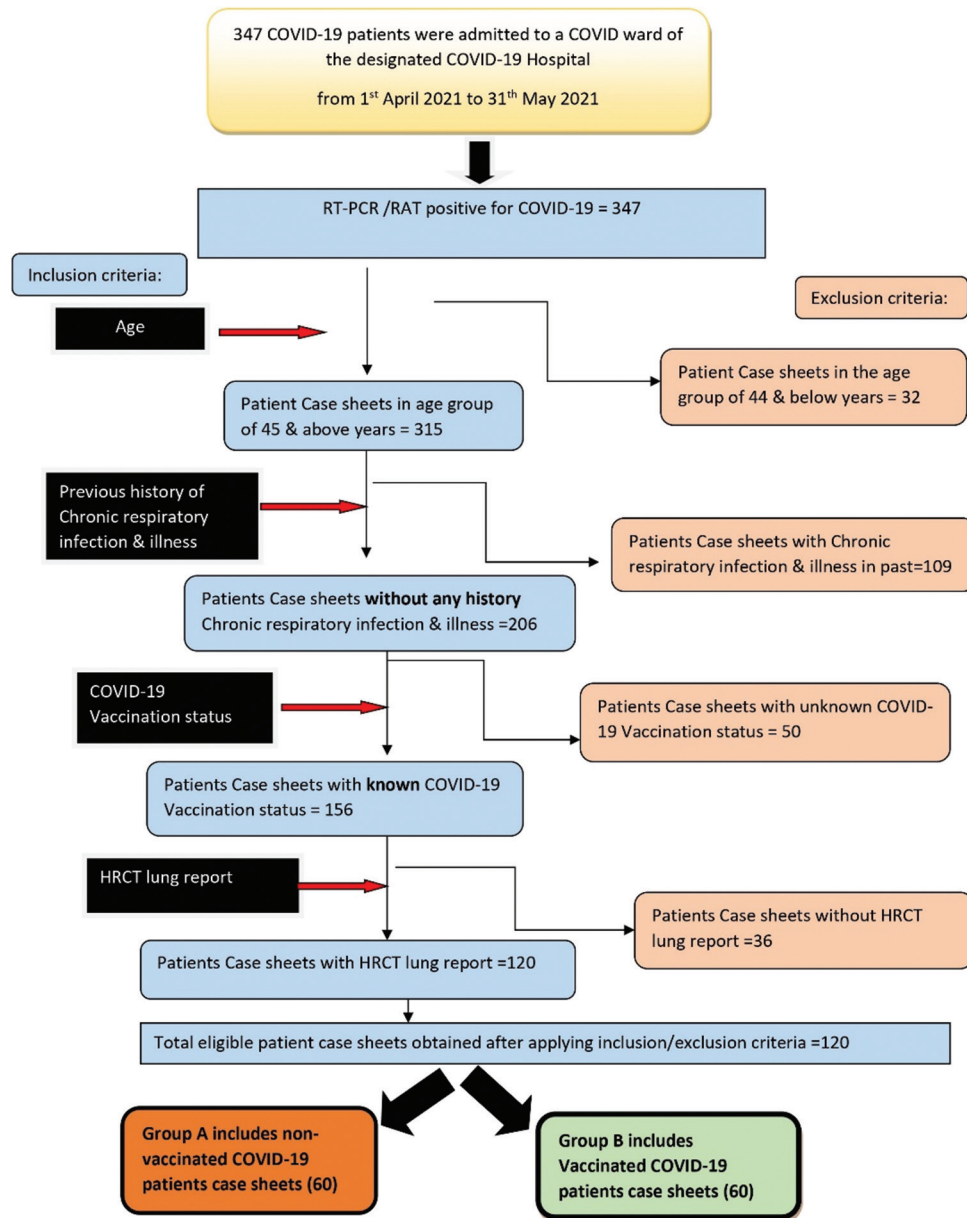 347 COVID-19 patients were admitted to a COVID ward of
the designated COVID-19 Hospital
from 1st April 2021 to 31th May 2021
RT-PCR /RAT positive for COVID-19 = 347
Inclusion criteria:
Exclusion criteria:
Age
Patient Case sheets in the age
group of 44 & below years = 32
Patient Case sheets in age group
of 45 & above years = 315
Previous history of
Chronic respiratory
infection & illness
Patients Case sheets with Chronic
respiratory infection & illness in past=109
Patients Case sheets without any history
Chronic respiratory infection & illness =206
COVID-19
Vaccination status
Patients Case sheets with unknown COVID-
19 Vaccination status = 50
Patients Case sheets with known COVID-19
Vaccination status = 156
HRCT lung report
Patients Case sheets without HRCT
lung report =36
Patients Case sheets with HRCT lung report =120
Total eligible patient case sheets obtained after applying inclusion/exclusion criteria =120
Group A includes non-
vaccinated COVID-19
patients case sheets (60)
Group B includes
Vaccinated COVID-19
patients case sheets (60)